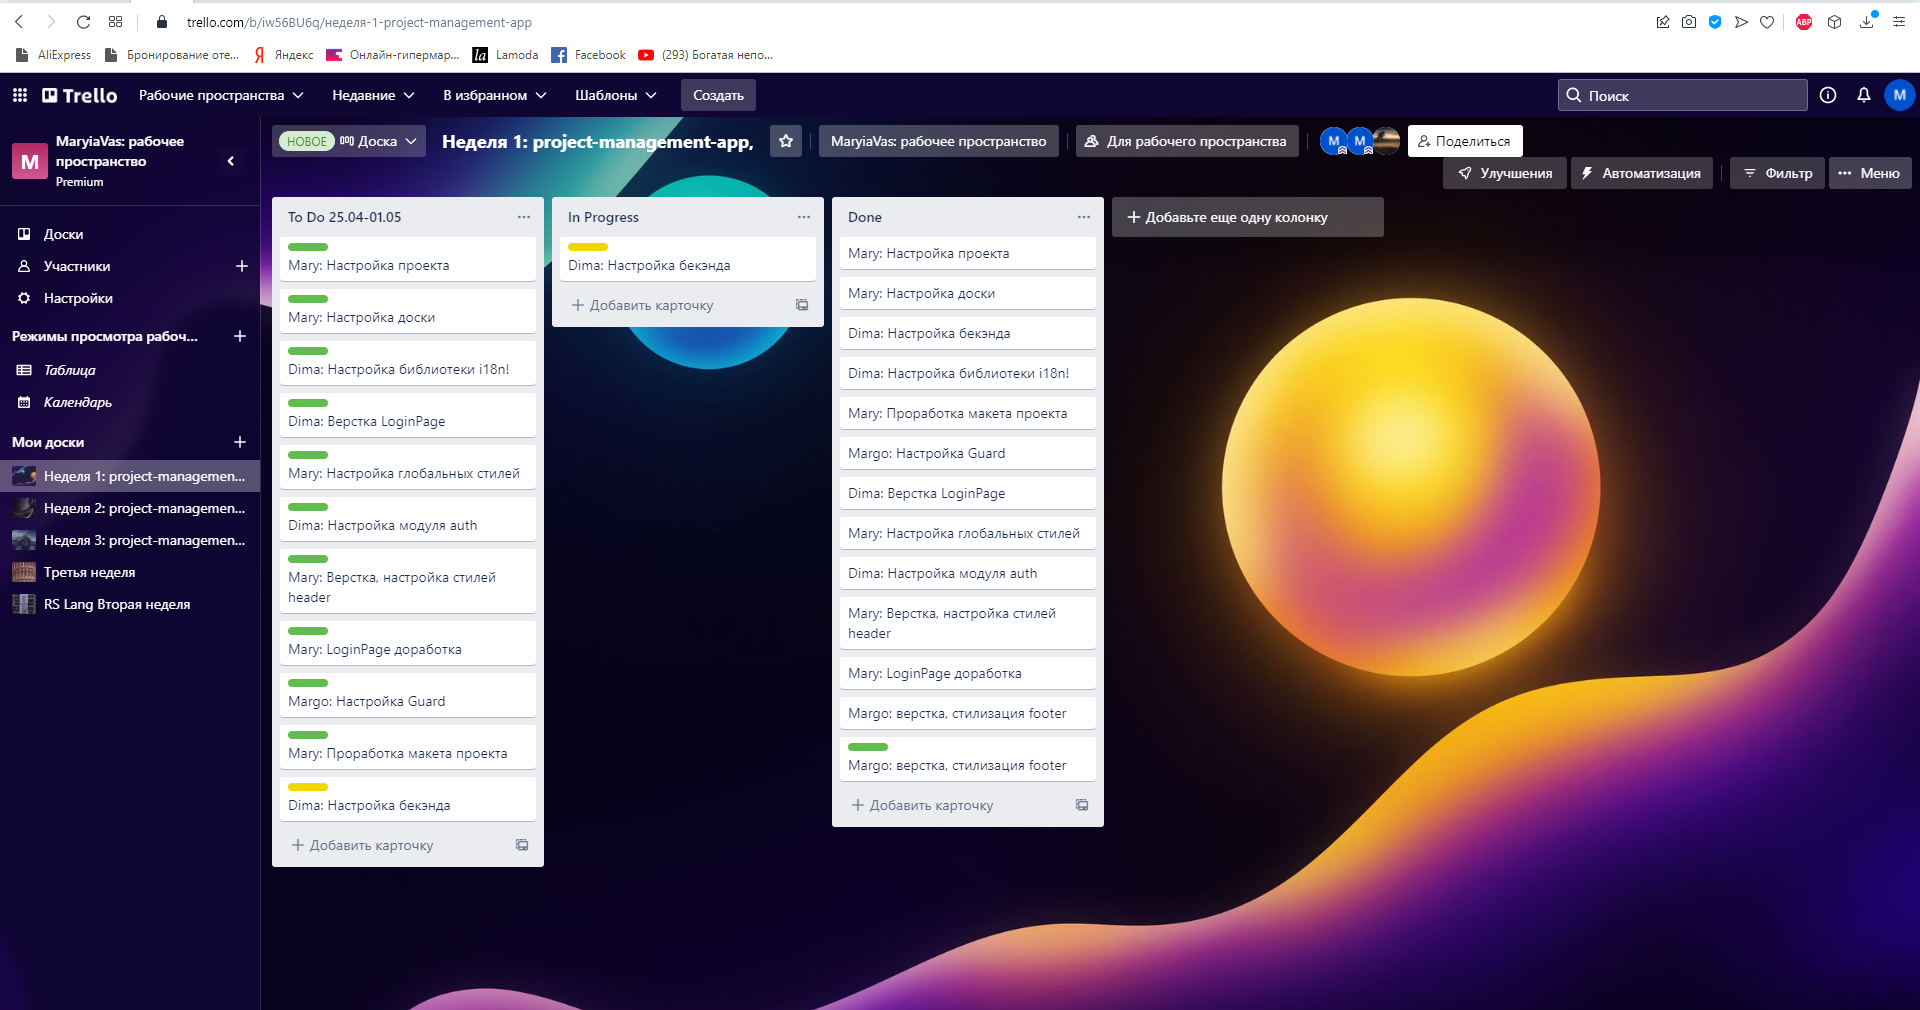 trello.com/b/iw56BU6q/неделя-1-project-management-app
ABP
AliExpress
Бронирование оте...
Я Яндекс
Онлайн-гипермар...
la Lamoda
Facebook
(293) Богатая непо...
Trello
Рабочие пространства
Недавние
В избранном
Шаблоны
Создать
Поиск
M
M
MaryiaVas: рабочее
пространство
Premium
Доски
Участники
Настройки
Режимы просмотра рабоч...
Таблица
Календарь
Мои доски
Неделя 1: project-managemen...
Неделя 2: project-managemen...
Неделя 3: project-managemen...
Третья неделя
RS Lang Вторая неделя
НОВОЕ
Доска
Неделя 1: project-management-app,
MaryiaVas: рабочее пространство
Для рабочего пространства
M
M
Поделиться
Улучшения
Автоматизация
Фильтр
Меню
To Do 25.04-01.05
Mary: Настройка проекта
Mary: Настройка доски
Dima: Настройка библиотеки i18n!
Dima: Верстка LoginPage
Mary: Настройка глобальных стилей
Dima: Настройка модуля auth
Mary: Верстка, настройка стилей
header
Mary: LoginPage доработка
Margo: Настройка Guard
Mary: Проработка макета проекта
Dima: Настройка бекэнда
Добавить карточку
In Progress
Dima: Настройка бекэнда
Добавить карточку
Done
Mary: Настройка проекта
Mary: Настройка доски
Dima: Настройка бекэнда
Dima: Настройка библиотеки i18n!
Mary: Проработка макета проекта
Margo: Настройка Guard
Dima: Верстка LoginPage
Mary: Настройка глобальных стилей
Dima: Настройка модуля auth
Mary: Верстка, настройка стилей
header
Mary: LoginPage доработка
Margo: верстка, стилизация footer
Margo: верстка, стилизация footer
Добавить карточку
Добавьте еще одну колонку